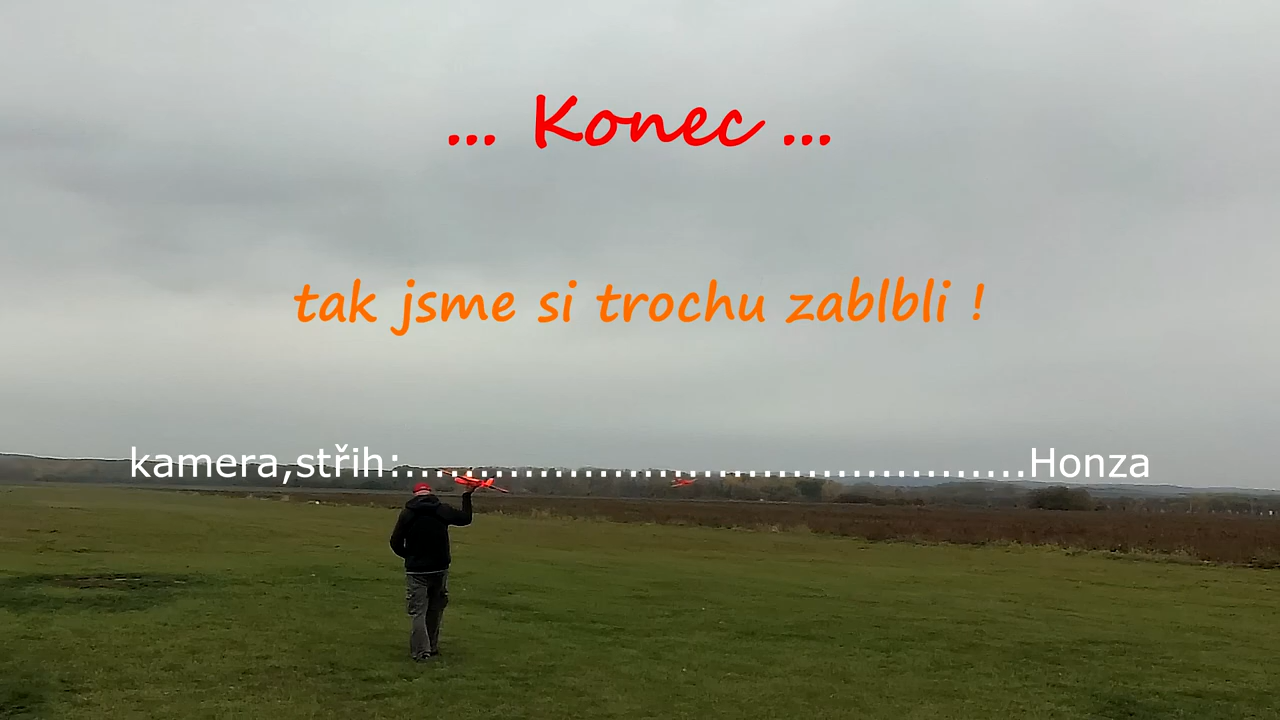 ... Konec ...
tak jsme si trochu zablbli !
kamera,střih:..........................................Honza